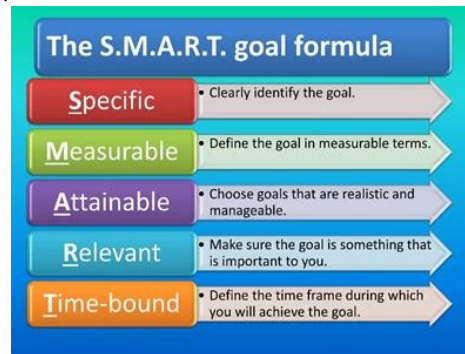 The S.M.A.R.T. goal formula
Specific
• Clearly identify the goal.
Measurable
• Define the goal in measurable terms.
Attainable
• Choose goals that are realistic and
manageable.
Relevant
• Make sure the goal is something that
is important to you.
Time-bound
• Define the time frame during which
you will achieve the goal.